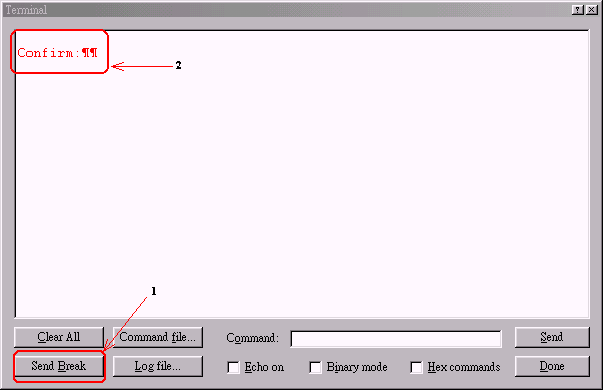 Terminal
Confirm:¶¶
2
1
Clear All
Command file...
Command:
Send
Send Break
Log file...
Echo on
Binary mode
Hex commands
Done